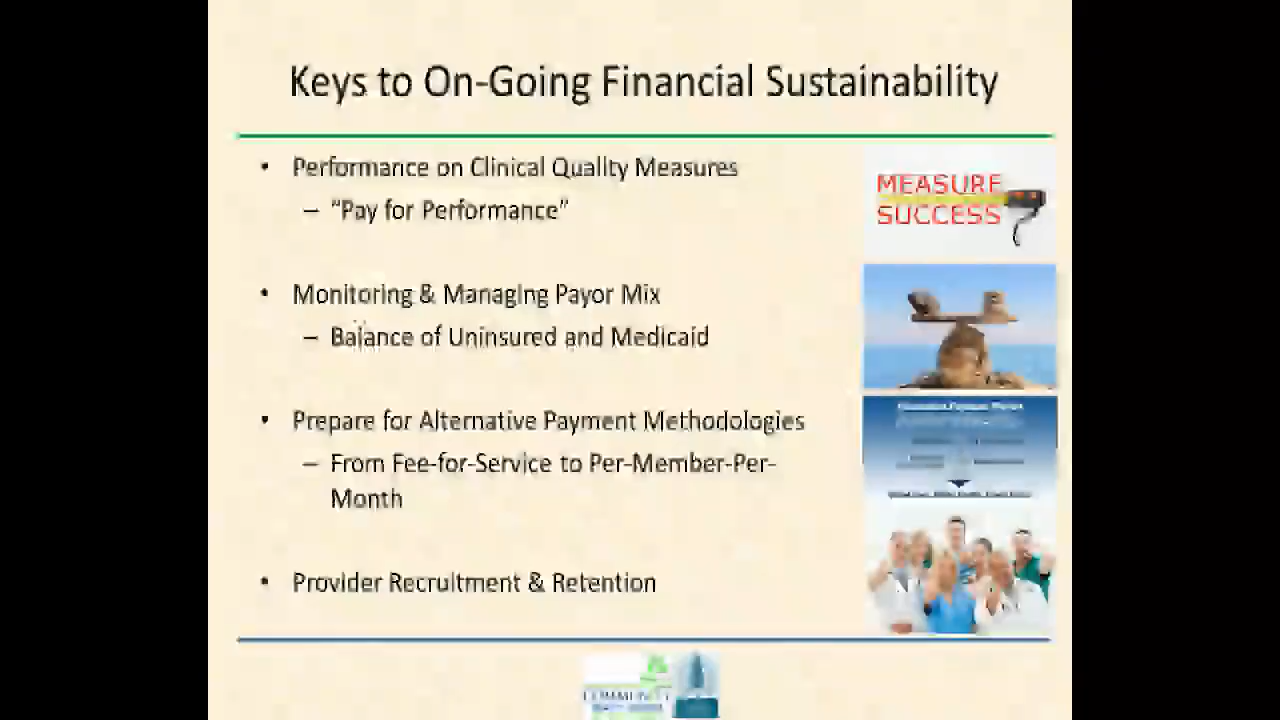 Keys to On-Going Financial Sustainability
• Performance on Clinical Quality Measures
– “Pay for Performance”
• Monitoring & Managing Payor Mix
– Balance of Uninsured and Medicaid
• Prepare for Alternative Payment Methodologies
– From Fee-for-Service to Per-Member-Per-
Month
• Provider Recruitment & Retention
MEASURE
SUCCESS
COMMUNITY